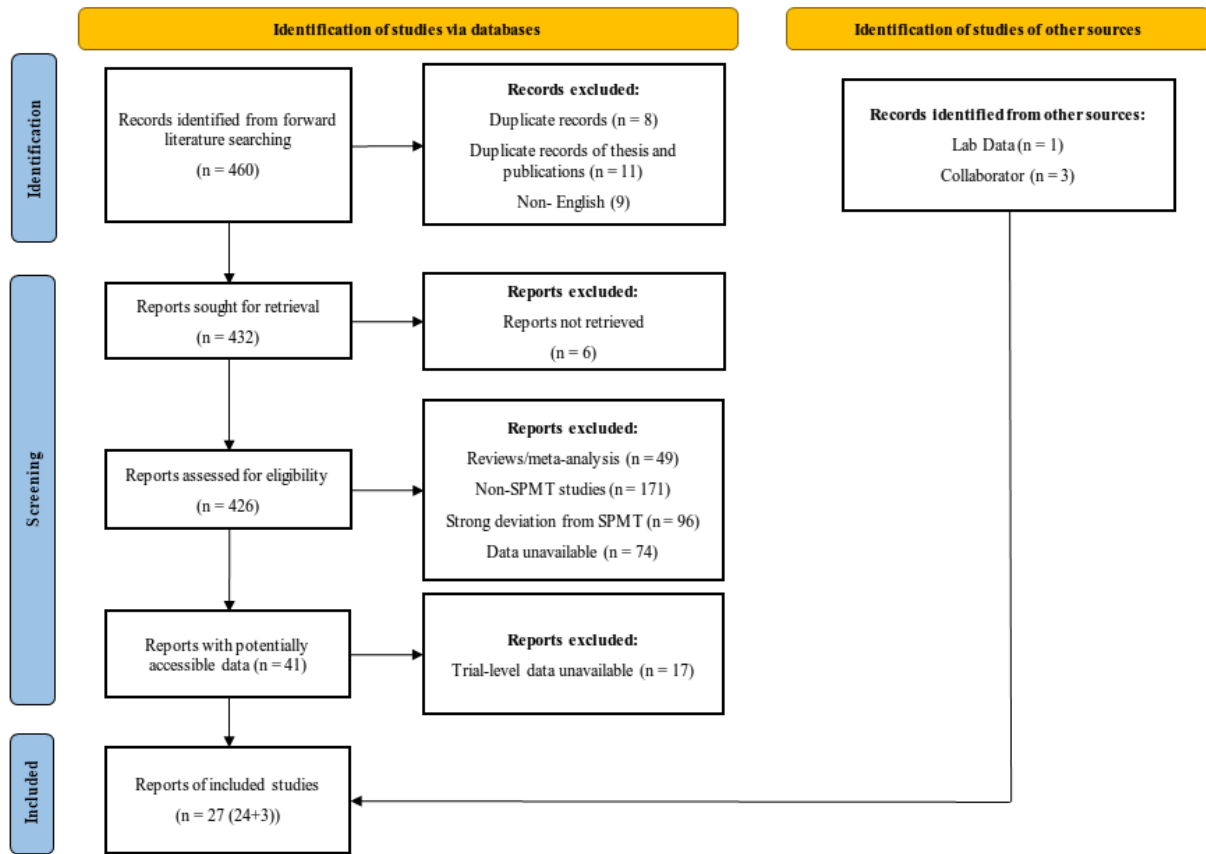 Identification of studies via databases
Identification of studies of other sources
Identification
Records identified from forward
literature searching
(n = 460)
Records excluded:
Duplicate records (n = 8)
Duplicate records of thesis and
publications (n = 11)
Non- English (9)
Records identified from other sources:
Lab Data (n = 1)
Collaborator (n = 3)
Screening
Reports sought for retrieval
(n = 432)
Reports excluded:
Reports not retrieved
(n = 6)
Reports assessed for eligibility
(n = 426)
Reports excluded:
Reviews/meta-analysis (n = 49)
Non-SPMT studies (n = 171)
Strong deviation from SPMT (n = 96)
Data unavailable (n = 74)
Reports with potentially
accessible data (n = 41)
Reports excluded:
Trial-level data unavailable (n = 17)
Included
Reports of included studies
(n = 27 (24+3))